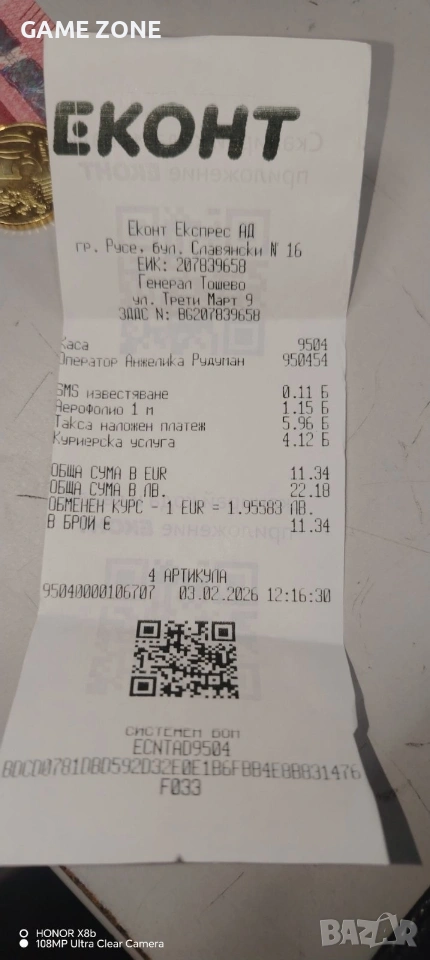 GAME ZONE
ЕКОНТ
Еконт Експрес АД
гр. Русе, бул. Славянски N 16
ЕИК: 207839658
Генерал Тошево
ул. Трети Март 9
ЗДДС N: BG207839658
Каса 9504
Оператор Анжелика Рудуман 950454
SMS известяване 0.11 Б
Аерофолио 1 м 1.15 Б
Такса наложен платеж 5.96 Б
Куриерска услуга 4.12 Б
ОБЩА СУМА В EUR 11.34
ОБЩА СУМА В ЛВ. 22.18
ОБМЕНЕН КУРС - 1 EUR = 1.95583 ЛВ.
В БРОЙ € 11.34
4 АРТИКУЛА
95040000106707 03.02.2026 12:16:30
СИСТЕМЕН БОН
ECNTAD9504
F033
HONOR X8b
108MP Ultra Clear Camera
BAZAR